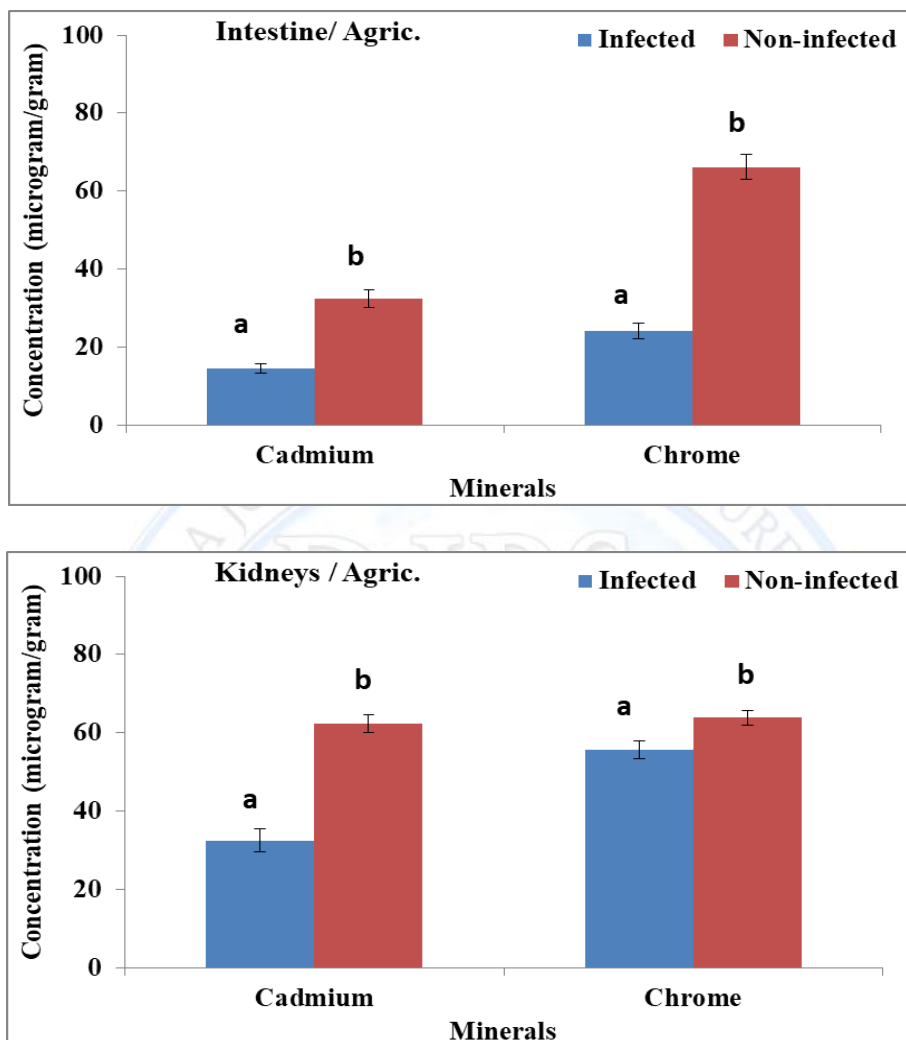 Intestine/ Agric.
Infected
Non-infected
Concentration (microgram/gram)
100
80
60
40
20
0
a
b
a
b
Cadmium
Chrome
Minerals
Kidneys / Agric.
Infected
Non-infected
Concentration (microgram/gram)
100
80
60
40
20
0
a
b
a
b
Cadmium
Chrome
Minerals